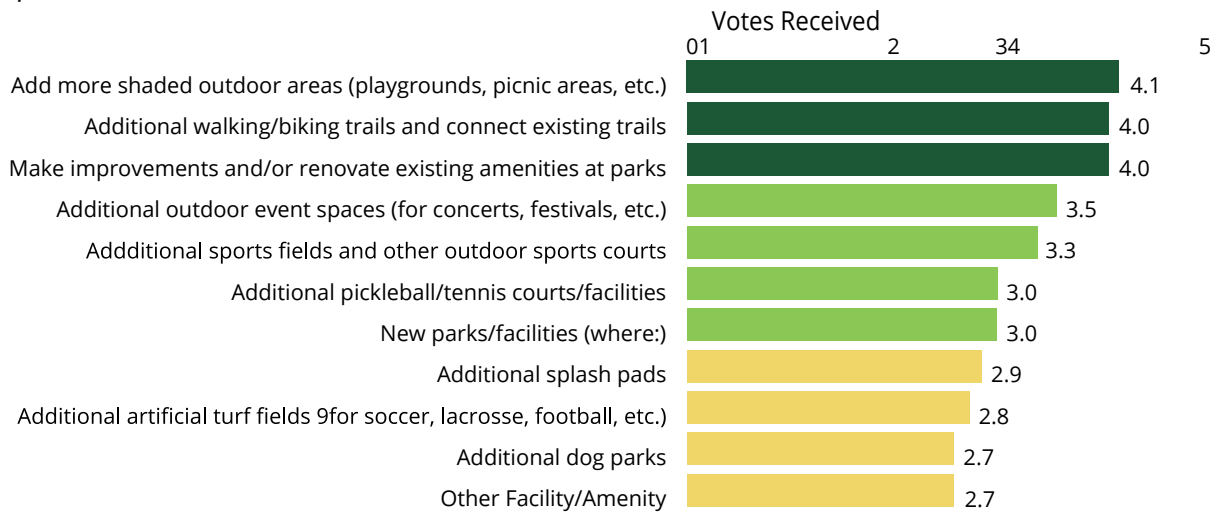 Votes Received
01 2 34 5
Add more shaded outdoor areas (playgrounds, picnic areas, etc.) 4.1
Additional walking/biking trails and connect existing trails 4.0
Make improvements and/or renovate existing amenities at parks 4.0
Additional outdoor event spaces (for concerts, festivals, etc.) 3.5
Addditional sports fields and other outdoor sports courts 3.3
Additional pickleball/tennis courts/facilities 3.0
New parks/facilities (where:) 3.0
Additional splash pads 2.9
Additional artificial turf fields 9for soccer, lacrosse, football, etc.) 2.8
Additional dog parks 2.7
Other Facility/Amenity 2.7